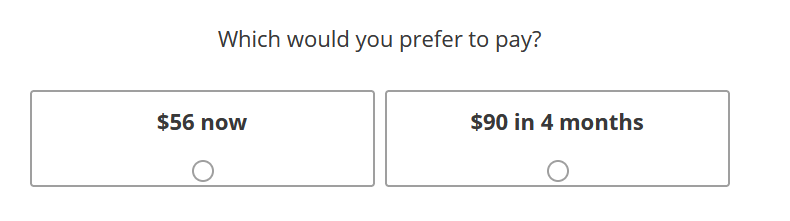 Which would you prefer to pay?
$56 now
$90 in 4 months